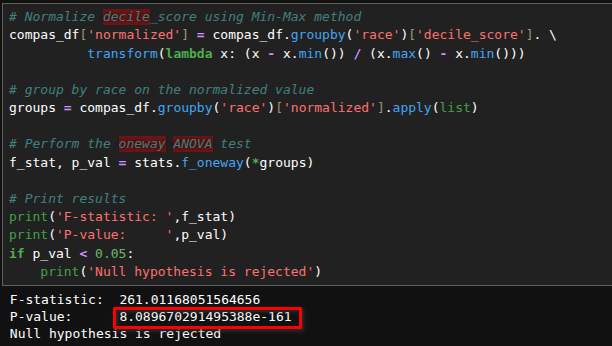 # Normalize decile_score using Min-Max method
compas_df['normalized'] = compas_df.groupby('race')['decile_score']. \
transform(lambda x: (x - x.min()) / (x.max() - x.min()))
# group by race on the normalized value
groups = compas_df.groupby('race')['normalized'].apply(list)
# Perform the oneway ANOVA test
f_stat, p_val = stats.f_oneway(*groups)
# Print results
print('F-statistic: ',f_stat)
print('P-value:     ',p_val)
if p_val < 0.05:
    print('Null hypothesis is rejected')
F-statistic:  261.01168051564656
P-value:      8.089670291495388e-161
Null hypothesis is rejected